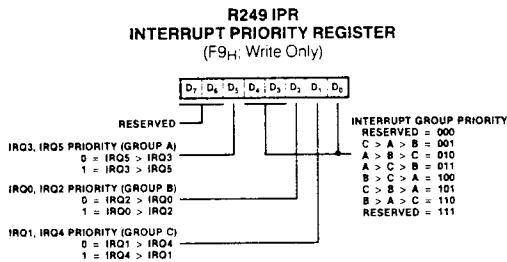 R249 IPR
INTERRUPT PRIORITY REGISTER
(F9H; Write Only)
D7 D6 D5 D4 D3 D2 D1 D0
RESERVED
IRQ3, IRQ5 PRIORITY (GROUP A)
0 = IRQ5 > IRQ3
1 = IRQ3 > IRQ5
IRQ0, IRQ2 PRIORITY (GROUP B)
0 = IRQ2 > IRQ0
1 = IRQ0 > IRQ2
IRQ1, IRQ4 PRIORITY (GROUP C)
0 = IRQ1 > IRQ4
1 = IRQ4 > IRQ1
INTERRUPT GROUP PRIORITY
RESERVED = 000
C > A > B = 001
A > B > C = 010
A > C > B = 011
B > C > A = 100
C > B > A = 101
B > A > C = 110
RESERVED = 111